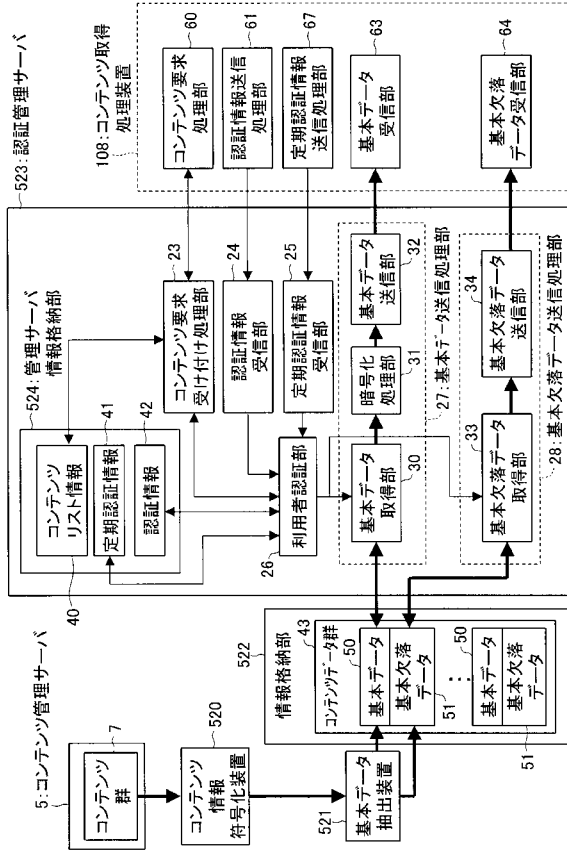 5:コンテンツ管理サーバ
7
コンテンツ
群
520
コンテンツ
情報
符号化装置
521
基本データ
抽出装置
522
情報格納部
43
コンテンツデータ群
50
基本データ
基本欠落
データ
51
⋮
50
基本データ
基本欠落
データ
51
523:認証管理サーバ
524:管理サーバ
情報格納部
コンテンツ
リスト情報
40
41
定期認証情報
42
認証情報
23
コンテンツ要求
受け付け処理部
24
認証情報
受信部
25
定期認証情報
受信部
利用者認証部
26
基本データ
取得部
30
暗号化
処理部
31
基本データ
送信部
32
27:基本データ送信処理部
33
基本欠落データ
取得部
34
基本欠落データ
送信部
28:基本欠落データ送信処理部
108:コンテンツ取得
処理装置
60
コンテンツ要求
処理部
61
認証情報送信
処理部
67
定期認証情報
送信処理部
63
基本データ
受信部
64
基本欠落
データ受信部